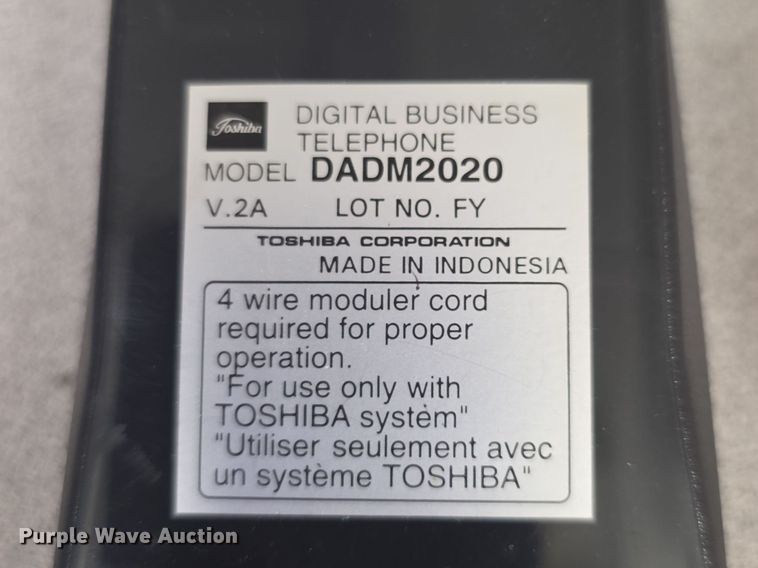 Toshiba
DIGITAL BUSINESS
TELEPHONE
MODEL DADM2020
V.2A LOT NO. FY
TOSHIBA CORPORATION
MADE IN INDONESIA
4 wire moduler cord
required for proper
operation.
"For use only with
TOSHIBA system"
"Utiliser seulement avec
un système TOSHIBA"
Purple Wave Auction